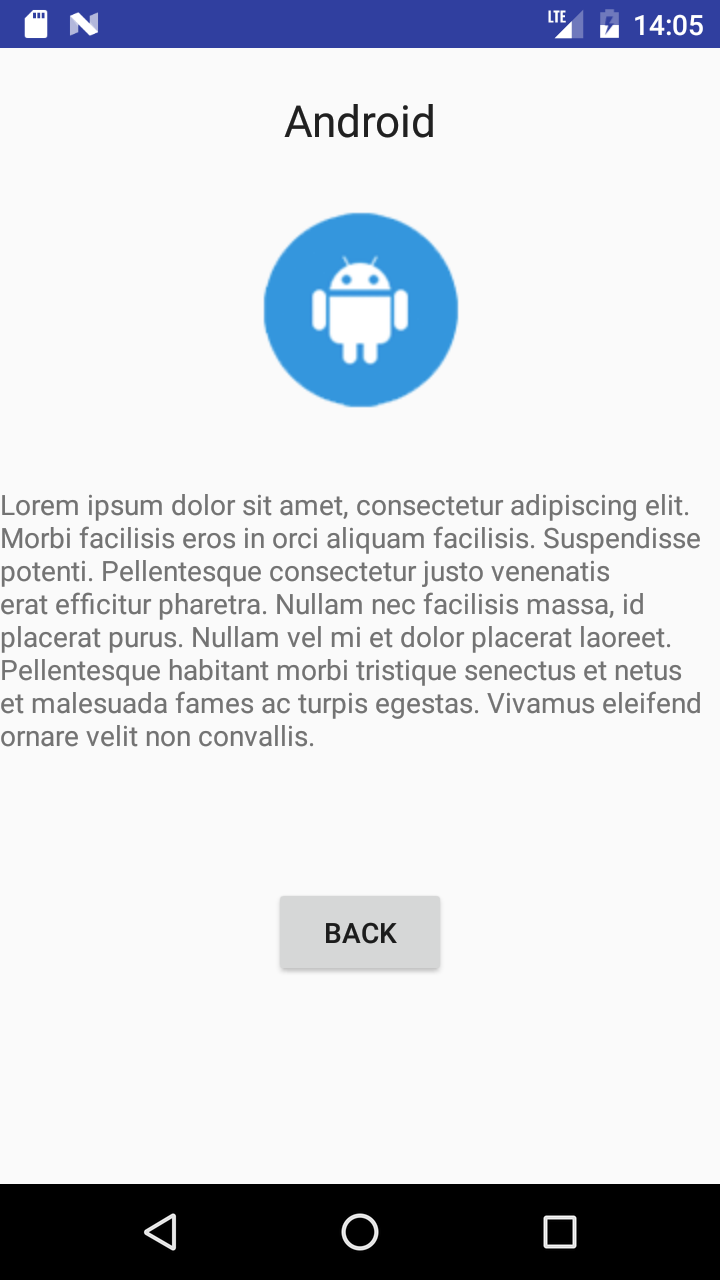 LTE 14:05
Android
Lorem ipsum dolor sit amet, consectetur adipiscing elit.
Morbi facilisis eros in orci aliquam facilisis. Suspendisse
potenti. Pellentesque consectetur justo venenatis
erat efficitur pharetra. Nullam nec facilisis massa, id
placerat purus. Nullam vel mi et dolor placerat laoreet.
Pellentesque habitant morbi tristique senectus et netus
et malesuada fames ac turpis egestas. Vivamus eleifend
ornare velit non convallis.
BACK